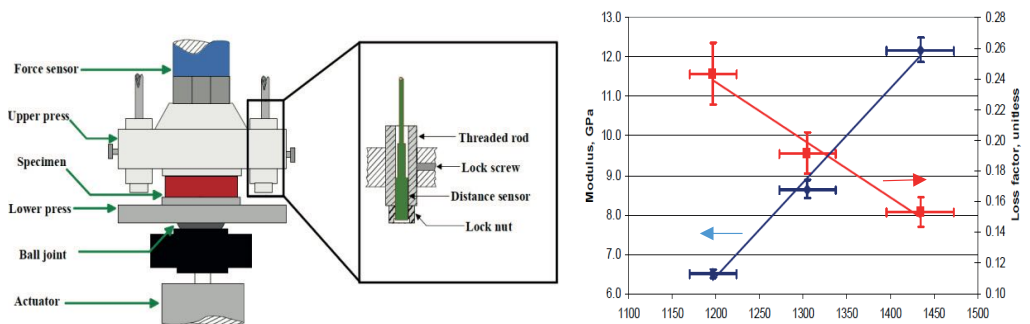 Force sensor
Upper press
Specimen
Lower press
Ball joint
Actuator
Threaded rod
Lock screw
Distance sensor
Lock nut
Modulus, GPa
13.0
12.0
11.0
10.0
9.0
8.0
7.0
6.0
0.28
0.26
0.24
0.22
0.20
0.18
0.16
0.14
0.12
0.10
Loss factor, unitless
1100 1150 1200 1250 1300 1350 1400 1450 1500